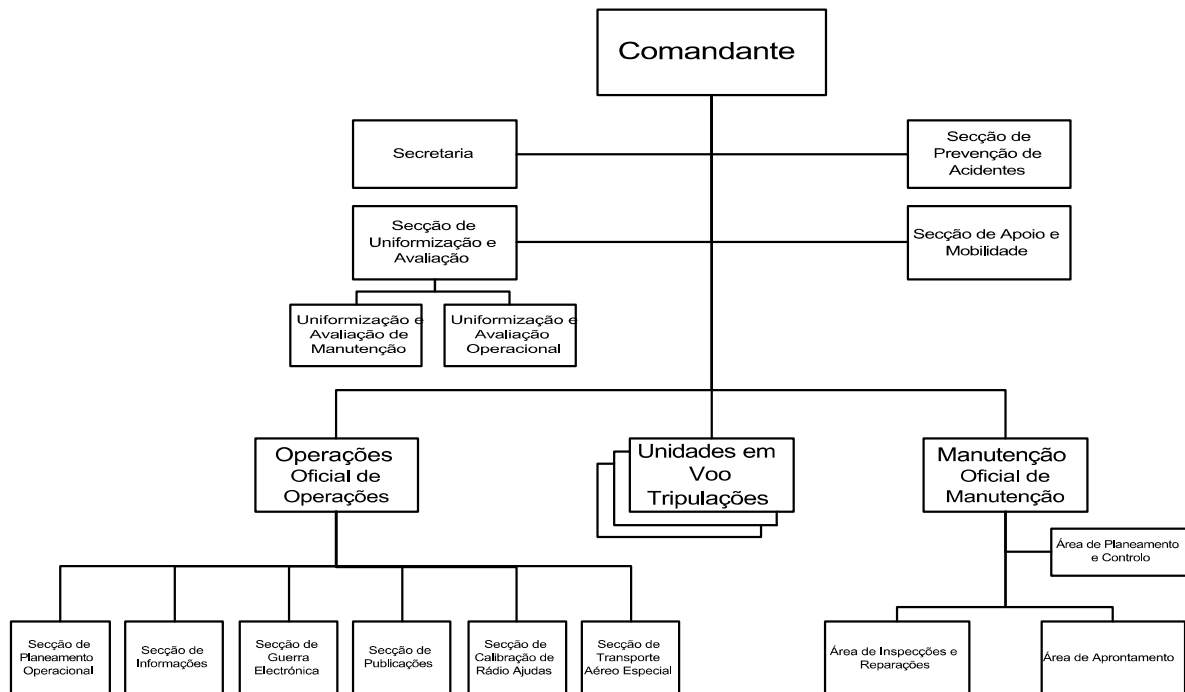 Comandante
Secretaria
Secção de
Prevenção de
Acidentes
Secção de
Uniformização e
Avaliação
Secção de Apoio e
Mobilidade
Uniformização e
Avaliação de
Manutenção
Uniformização e
Avaliação
Operacional
Operações
Oficial de
Operações
Unidades em
Voo
Tripulações
Manutenção
Oficial de
Manutenção
Área de Planeamento
e Controlo
Secção de
Planeamento
Operacional
Secção de
Informações
Secção de
Guerra
Electrónica
Secção de
Publicações
Secção de
Calibração de
Rádio Ajudas
Secção de
Transporte
Aéreo Especial
Área de Inspecções e
Reparações
Área de Aprontamento